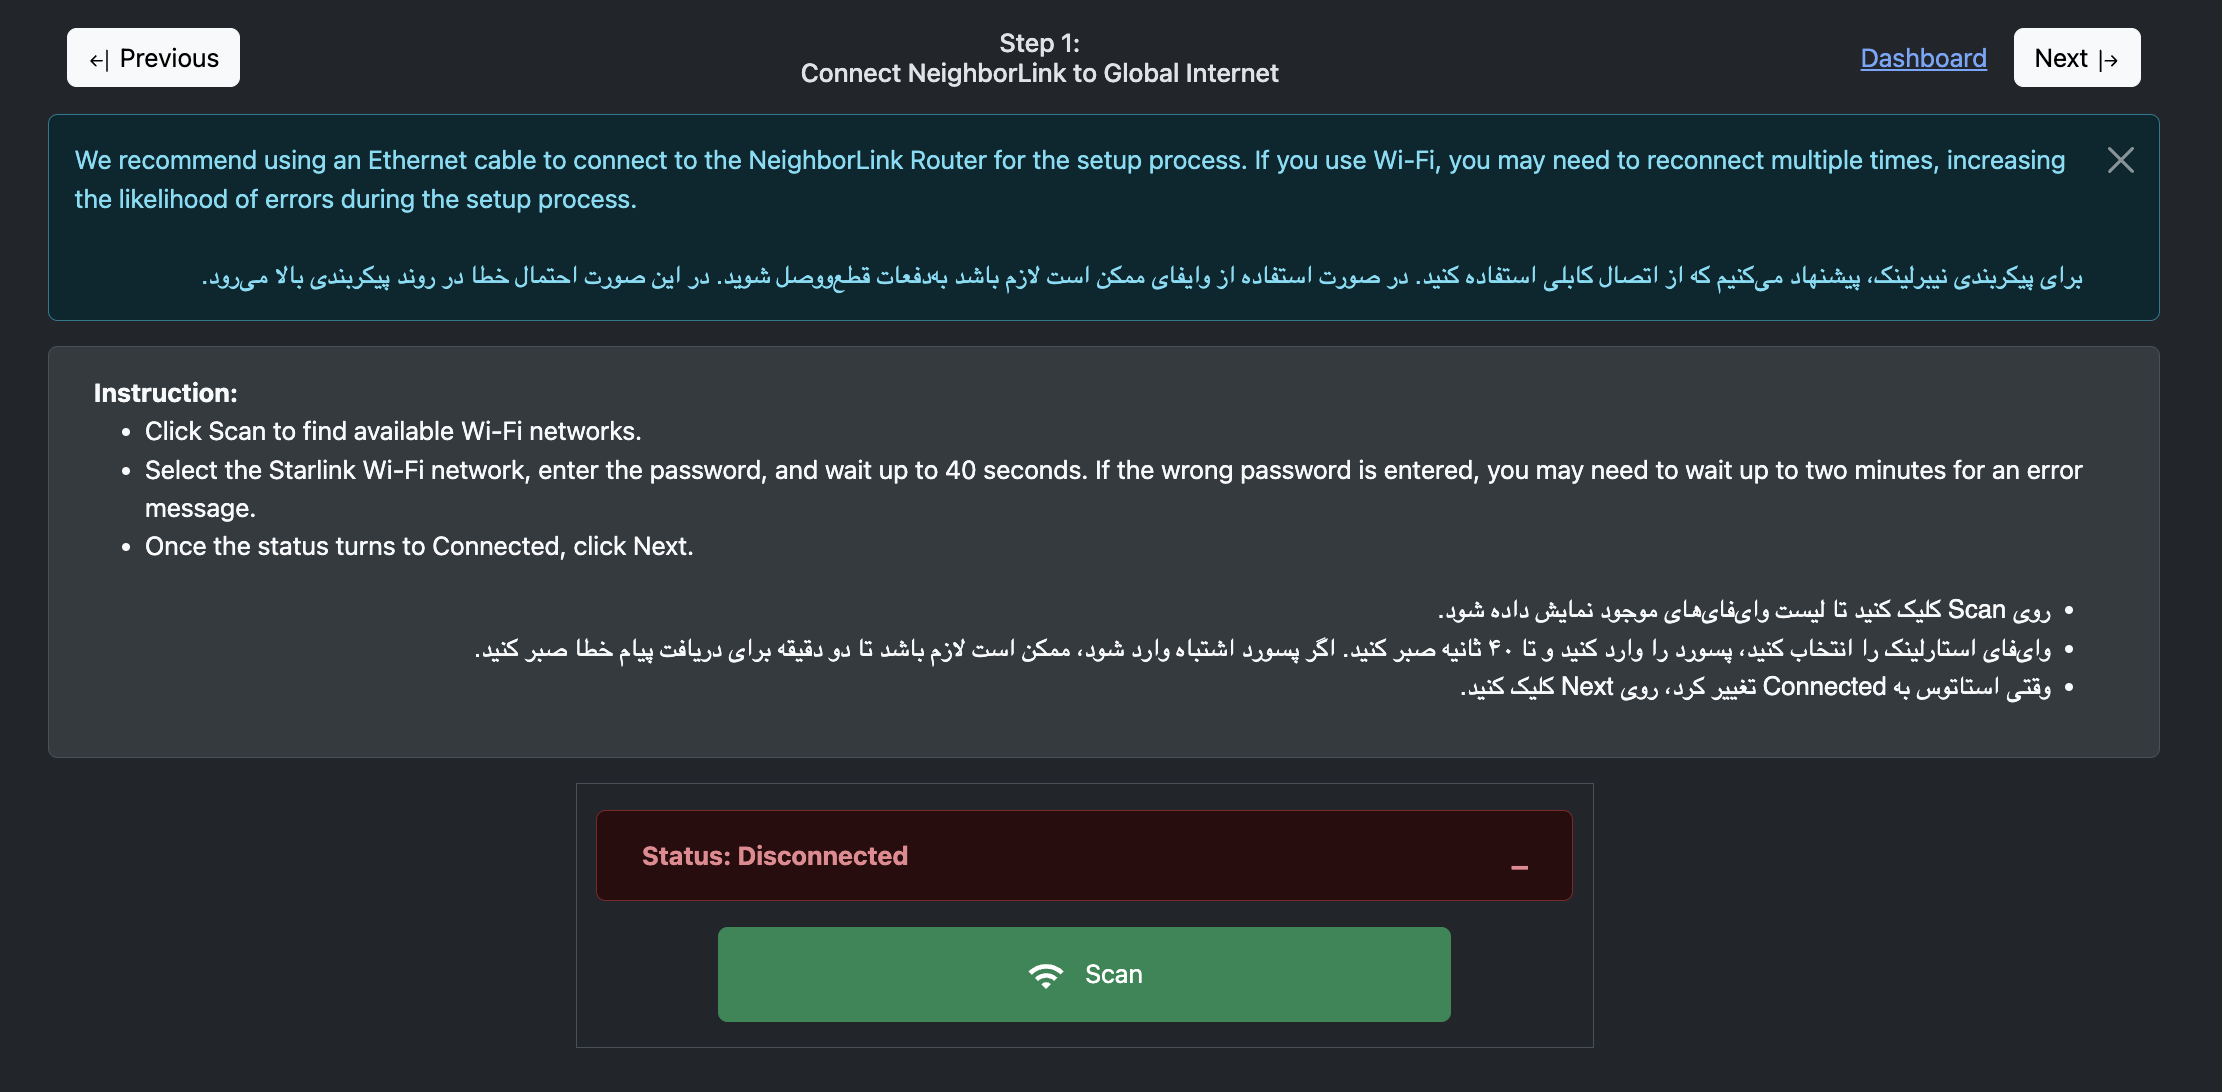 Previous
Step 1:
Connect NeighborLink to Global Internet
Dashboard
Next
We recommend using an Ethernet cable to connect to the NeighborLink Router for the setup process. If you use Wi-Fi, you may need to reconnect multiple times, increasing
the likelihood of errors during the setup process.
برای پیکربندی نیبرلینک، پیشنهاد می‌کنیم که از اتصال کابلی استفاده کنید. در صورت استفاده از وایفای ممکن است لازم باشد به‌دفعات قطع‌ووصل شوید. در این صورت احتمال خطا در روند پیکربندی بالا می‌رود.
Instruction:
• Click Scan to find available Wi-Fi networks.
• Select the Starlink Wi-Fi network, enter the password, and wait up to 40 seconds. If the wrong password is entered, you may need to wait up to two minutes for an error
message.
• Once the status turns to Connected, click Next.
• روی Scan کلیک کنید تا لیست وای‌فای‌های موجود نمایش داده شود.
• وای‌فای استارلینک را انتخاب کنید، پسورد را وارد کنید و تا ۴۰ ثانیه صبر کنید. اگر پسورد اشتباه وارد شود، ممکن است لازم باشد تا دو دقیقه برای دریافت پیام خطا صبر کنید.
• وقتی استاتوس به Connected تغییر کرد، روی Next کلیک کنید.
Status: Disconnected
Scan